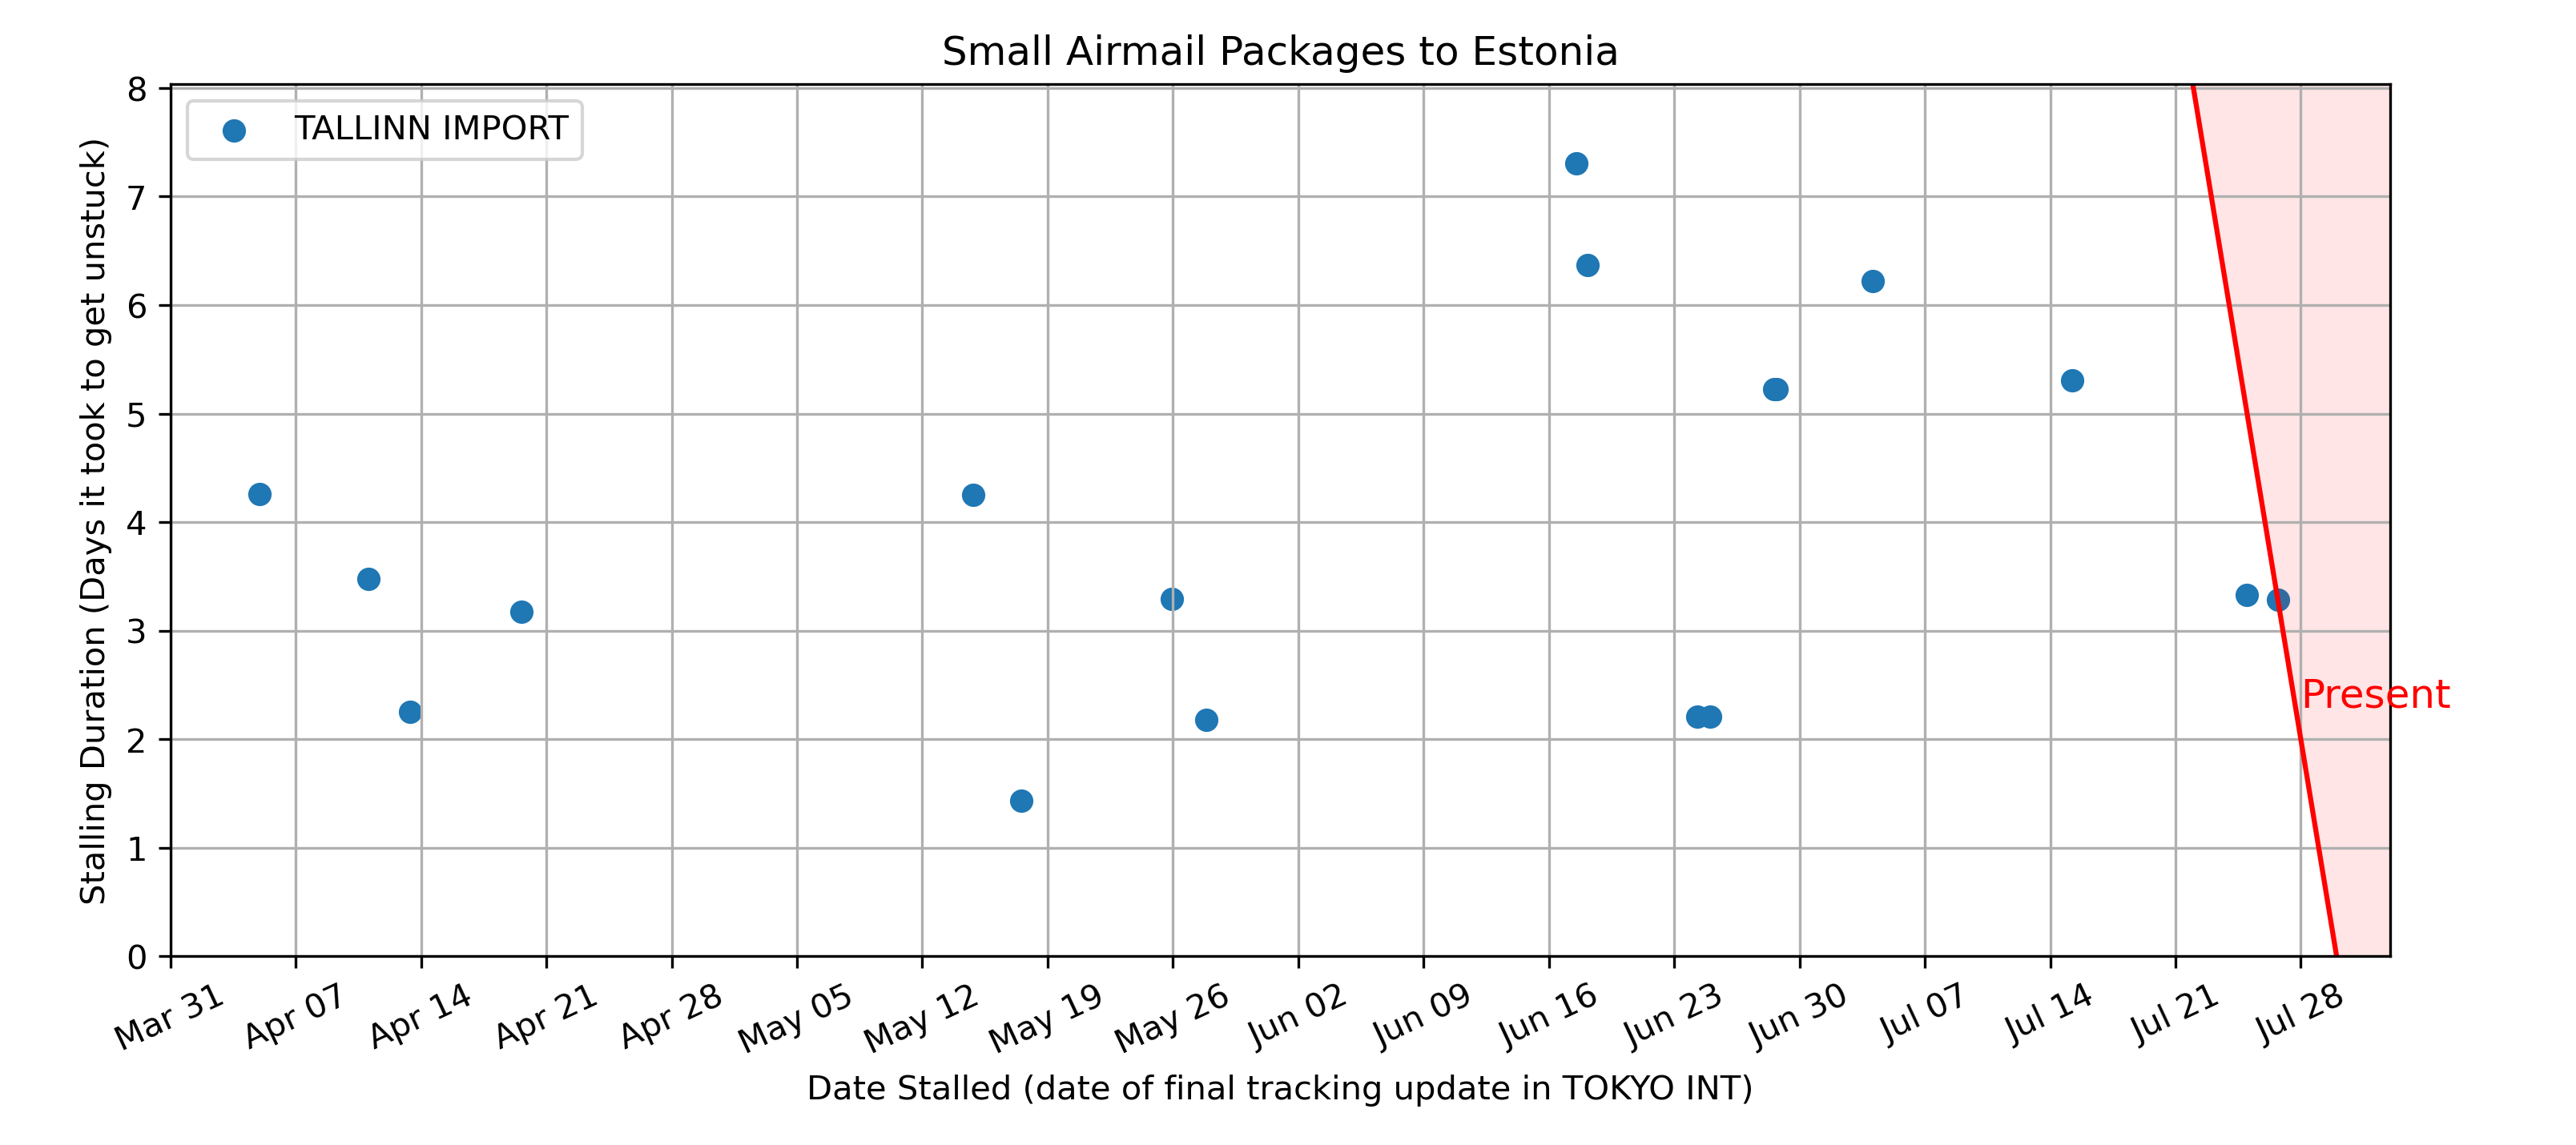 Small Airmail Packages to Estonia
TALLINN IMPORT
Stalling Duration (Days it took to get unstuck)
8
7
6
5
4
3
2
1
0
Present
Mar 31
Apr 07
Apr 14
Apr 21
Apr 28
May 05
May 12
May 19
May 26
Jun 02
Jun 09
Jun 16
Jun 23
Jun 30
Jul 07
Jul 14
Jul 21
Jul 28
Date Stalled (date of final tracking update in TOKYO INT)